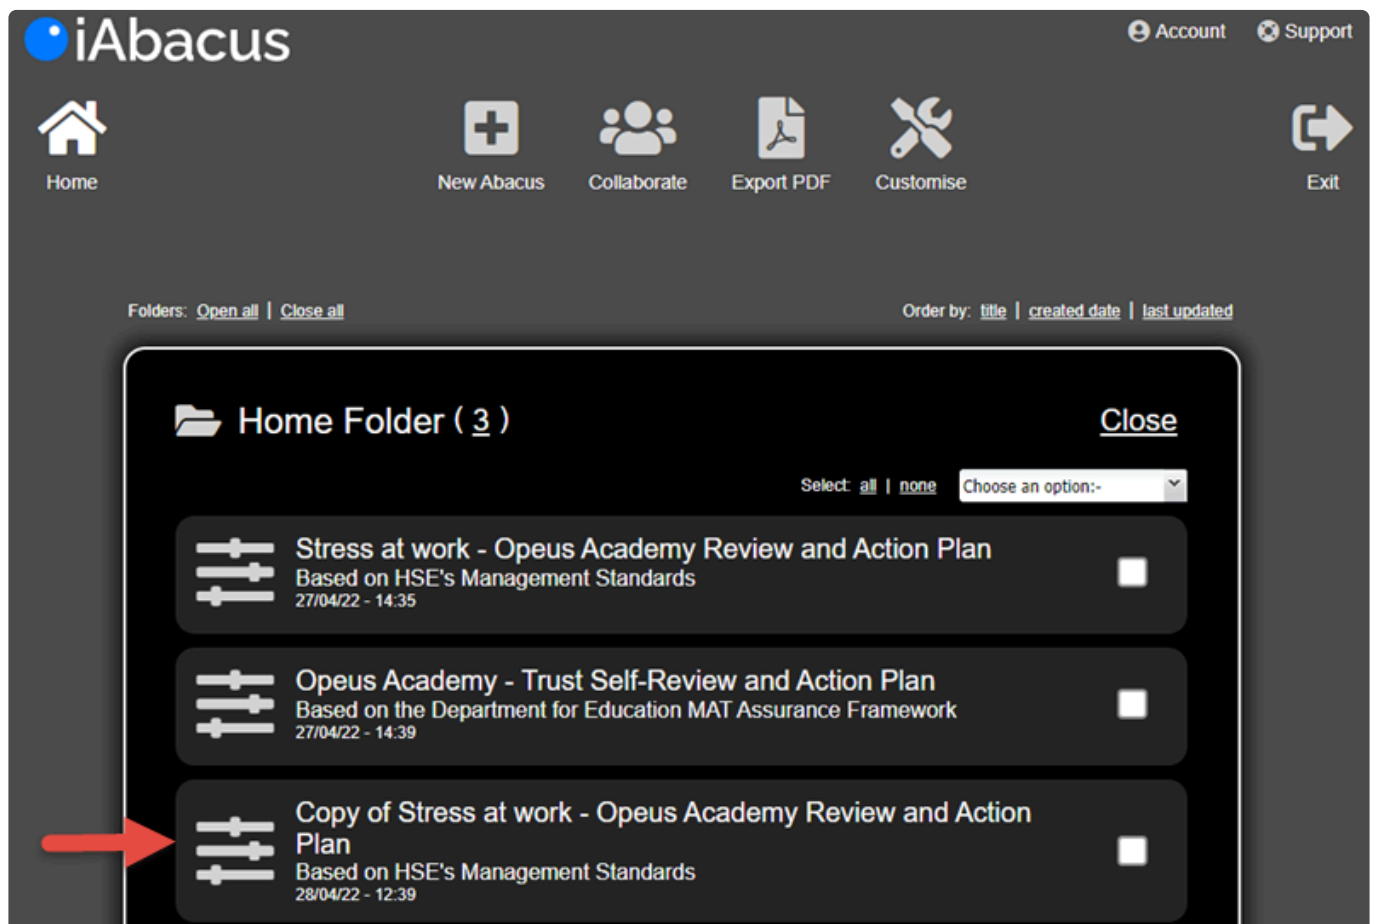 iAbacus
Account
Support
Home
New Abacus
Collaborate
Export PDF
Customise
Exit
Folders: Open all | Close all
Order by: title | created date | last updated
Home Folder ( 3 )
Close
Select: all | none
Choose an option:-
Stress at work - Opeus Academy Review and Action Plan
Based on HSE's Management Standards
27/04/22 - 14:35
Opeus Academy - Trust Self-Review and Action Plan
Based on the Department for Education MAT Assurance Framework
27/04/22 - 14:39
Copy of Stress at work - Opeus Academy Review and Action
Plan
Based on HSE's Management Standards
28/04/22 - 12:39